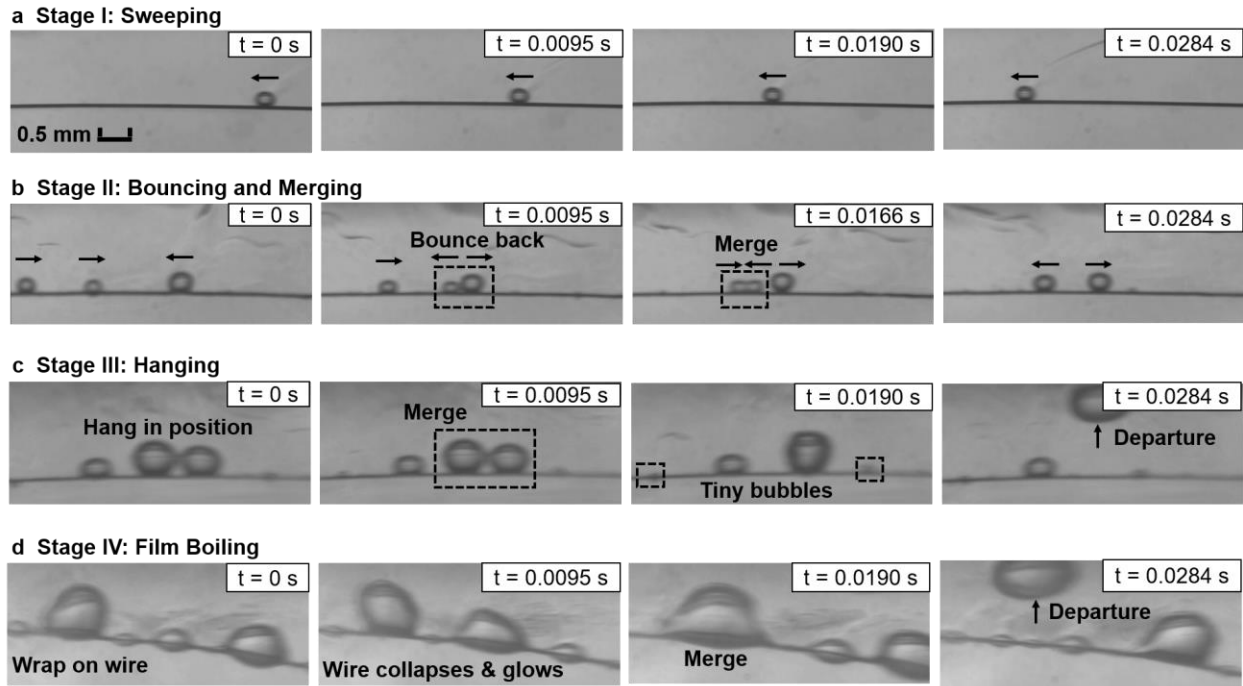 a Stage I: Sweeping
t = 0 s
t = 0.0095 s
t = 0.0190 s
t = 0.0284 s
0.5 mm
b Stage II: Bouncing and Merging
t = 0 s
t = 0.0095 s
t = 0.0166 s
t = 0.0284 s
Bounce back
Merge
c Stage III: Hanging
t = 0 s
t = 0.0095 s
t = 0.0190 s
t = 0.0284 s
Hang in position
Merge
Tiny bubbles
Departure
d Stage IV: Film Boiling
t = 0 s
t = 0.0095 s
t = 0.0190 s
t = 0.0284 s
Wrap on wire
Wire collapses & glows
Merge
Departure